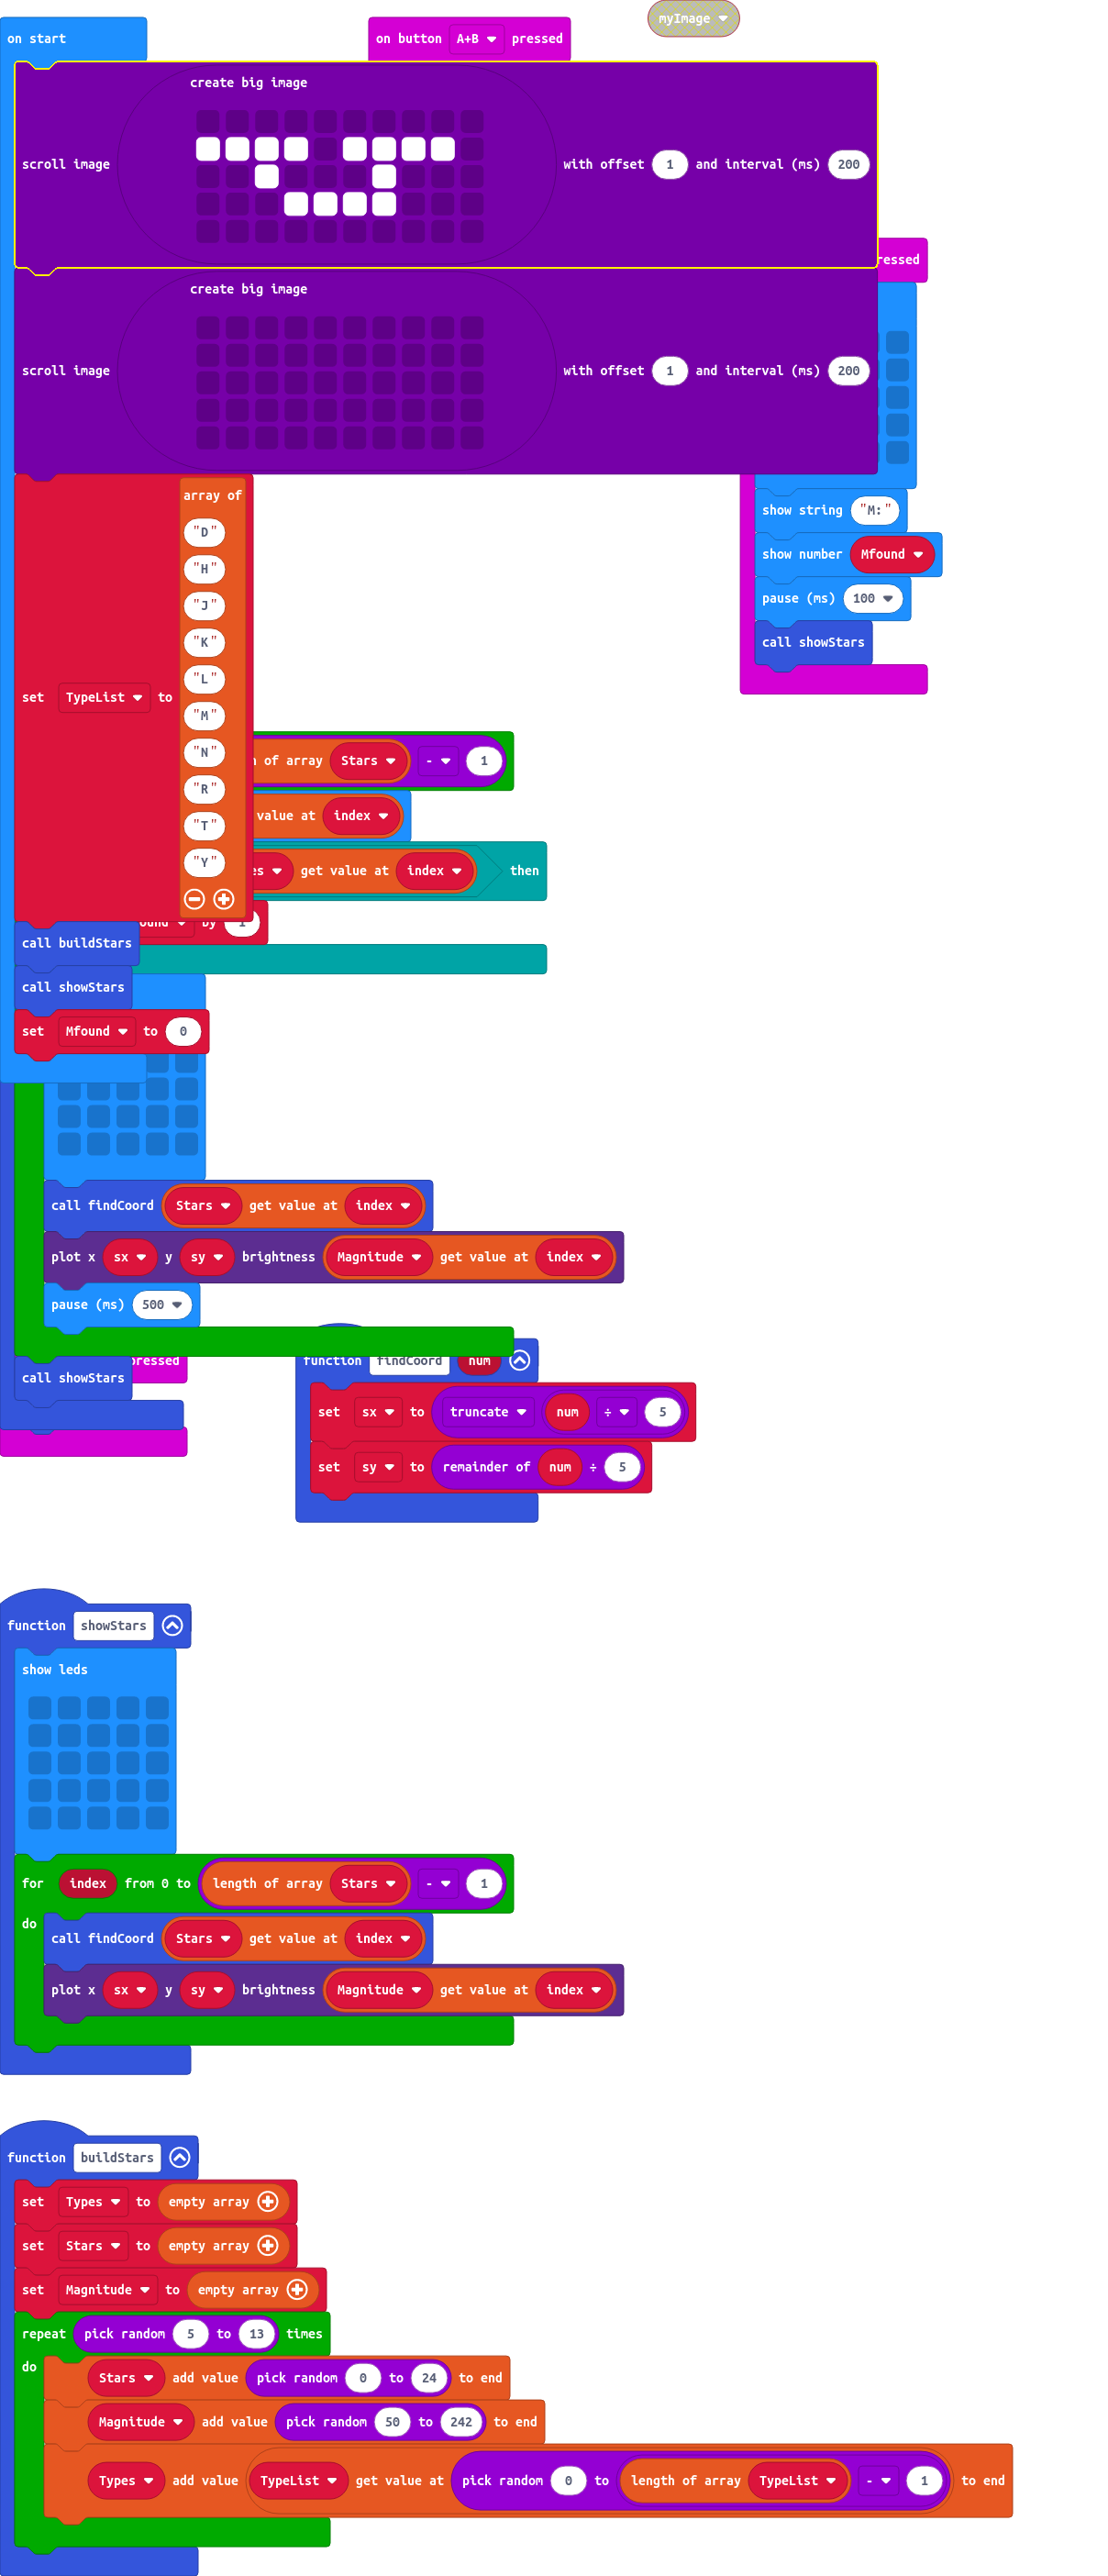 myImage
on start
on button A+B pressed
create big image
scroll image with offset 1 and interval (ms) 200
ressed
create big image
scroll image with offset 1 and interval (ms) 200
array of
"D"
"H"
"J"
"K"
"L"
"M"
"N"
"R"
"T"
"Y"
set TypeList to
show string "M:"
show number Mfound
pause (ms) 100
call showStars
of array Stars - 1
value at index
get value at index then
by 1
call buildStars
call showStars
set Mfound to 0
call findCoord Stars get value at index
plot x sx y sy brightness Magnitude get value at index
pause (ms) 500
call showStars
pressed
function findCoord num
set sx to truncate num ÷ 5
set sy to remainder of num ÷ 5
function showStars
show leds
for index from 0 to length of array Stars - 1
do
call findCoord Stars get value at index
plot x sx y sy brightness Magnitude get value at index
function buildStars
set Types to empty array
set Stars to empty array
set Magnitude to empty array
repeat pick random 5 to 13 times
do
Stars add value pick random 0 to 24 to end
Magnitude add value pick random 50 to 242 to end
Types add value TypeList get value at pick random 0 to length of array TypeList - 1 to end